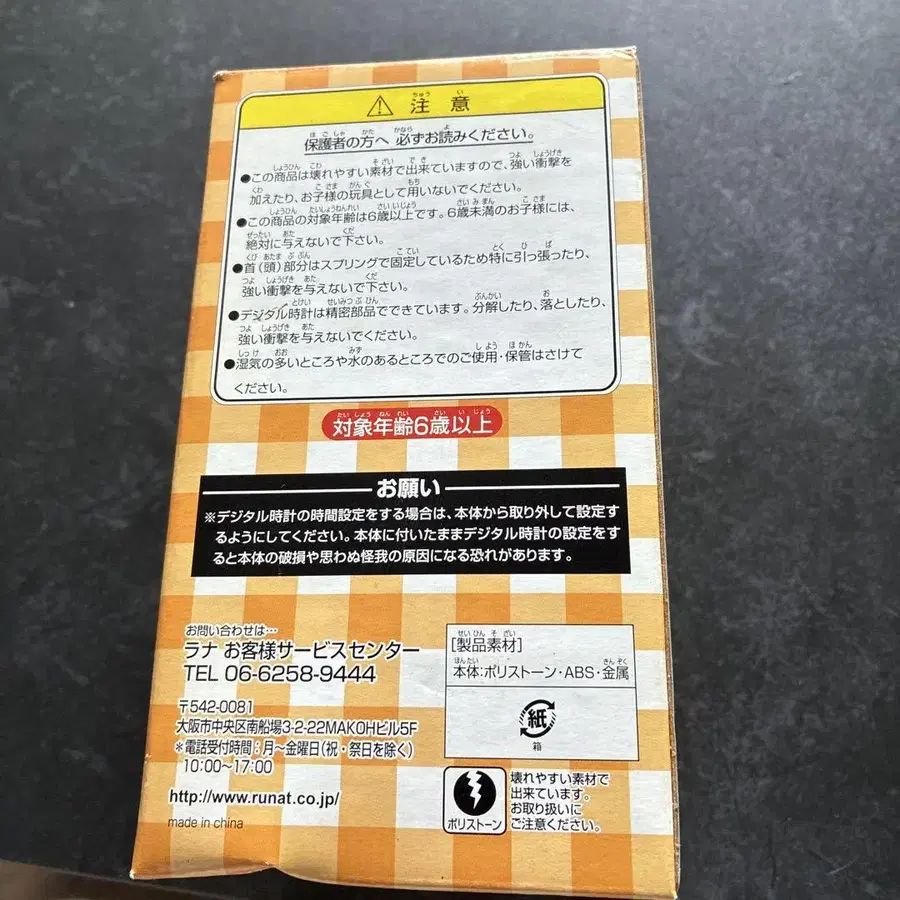 ⚠ 注意
保護者の方へ 必ずお読みください。
●この商品は壊れやすい素材で出来ていますので、強い衝撃を
加えたり、お子様の玩具として用いないでください。
●この商品の対象年齢は6歳以上です。6歳未満のお子様には、
絶対に与えないで下さい。
●首(頭)部分はスプリングで固定しているため特に引っ張ったり、
強い衝撃を与えないで下さい。
●デジタル時計は精密部品でできています。分解したり、落としたり、
強い衝撃を与えないでください。
●湿気の多いところや水のあるところでのご使用・保管はさけて
ください。
対象年齢6歳以上
お願い
※デジタル時計の時間設定をする場合は、本体から取り外して設定す
るようにしてください。本体に付いたままデジタル時計の設定をす
ると本体の破損や思わぬ怪我の原因になる恐れがあります。
お問い合わせは…
ラナ お客様サービスセンター
TEL 06-6258-9444
〒542-0081
大阪市中央区南船場3-2-22MAKOHビル5F
*電話受付時間:月〜金曜日(祝・祭日を除く)
10:00〜17:00
http://www.runat.co.jp/
made in china
[製品素材]
本体:ポリストーン・ABS・金属
紙
箱
ポリストーン
壊れやすい素材で
出来ています。
お取り扱いに
ご注意ください。